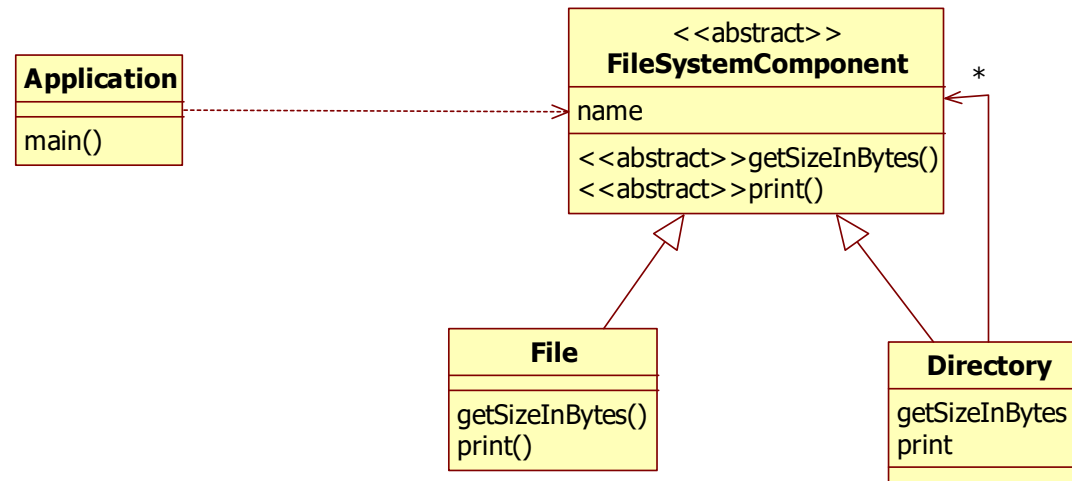 Application
main()
<<abstract>>
FileSystemComponent
name
<<abstract>>getSizeInBytes()
<<abstract>>print()
*
File
getSizeInBytes()
print()
Directory
getSizeInBytes
print